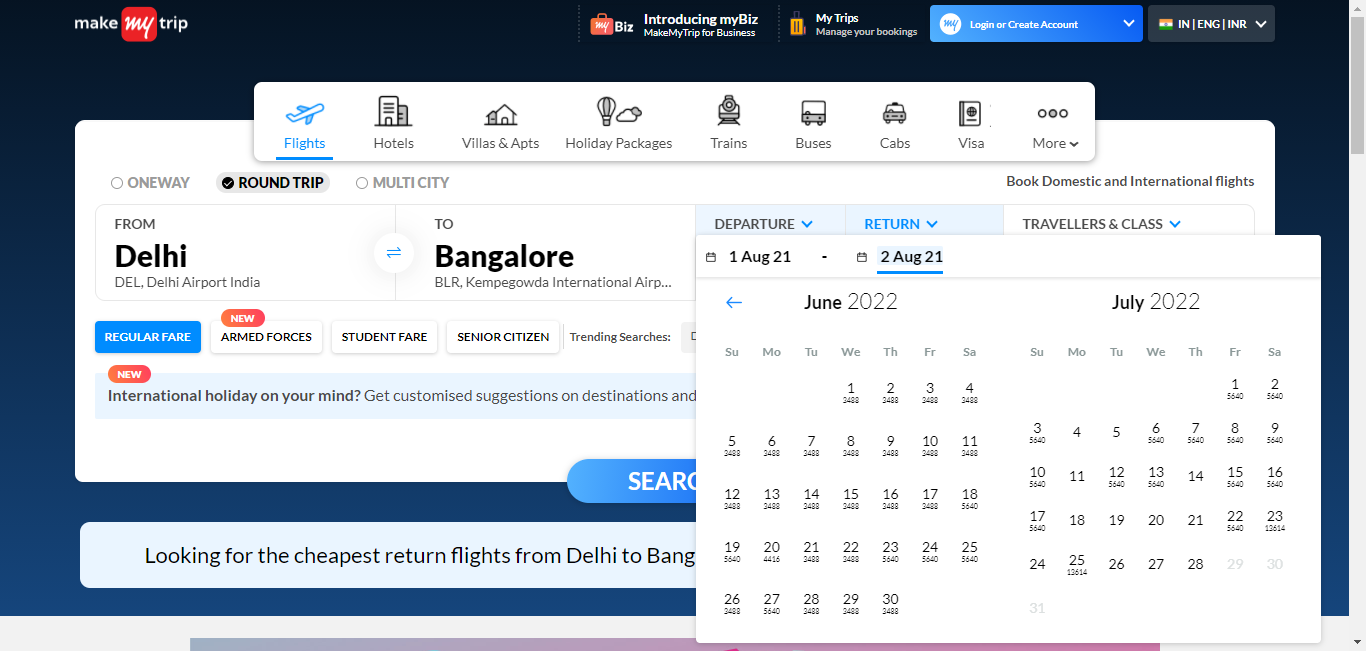 make my trip
my Biz
Introducing myBiz
MakeMyTrip for Business
My Trips
Manage your bookings
my
Login or Create Account
IN | ENG | INR
Flights
Hotels
Villas & Apts
Holiday Packages
Trains
Buses
Cabs
Visa
More
ONEWAY
ROUND TRIP
MULTI CITY
Book Domestic and International flights
FROM
Delhi
DEL, Delhi Airport India
TO
Bangalore
BLR, Kempegowda International Airp...
DEPARTURE
RETURN
TRAVELLERS & CLASS
1 Aug 21 - 2 Aug 21
REGULAR FARE
NEW
ARMED FORCES
STUDENT FARE
SENIOR CITIZEN
Trending Searches:
NEW
International holiday on your mind? Get customised suggestions on destinations and
SEARC
Looking for the cheapest return flights from Delhi to Bang
June 2022
Su Mo Tu We Th Fr Sa
1 2 3 4
3488 3488 3488 3488
5 6 7 8 9 10 11
3488 3488 3488 3488 3488 3488 3488
12 13 14 15 16 17 18
3488 3488 3488 3488 3488 3488 5640
19 20 21 22 23 24 25
5640 4416 3488 3488 5640 5640 5640
26 27 28 29 30
3488 5640 3488 3488 3488
July 2022
Su Mo Tu We Th Fr Sa
1 2
5640 5640
3 4 5 6 7 8 9
5640 5640 5640 5640 5640
10 11 12 13 14 15 16
5640 5640 5640 5640 5640
17 18 19 20 21 22 23
5640 5640 13614
24 25 26 27 28 29 30
13614
31